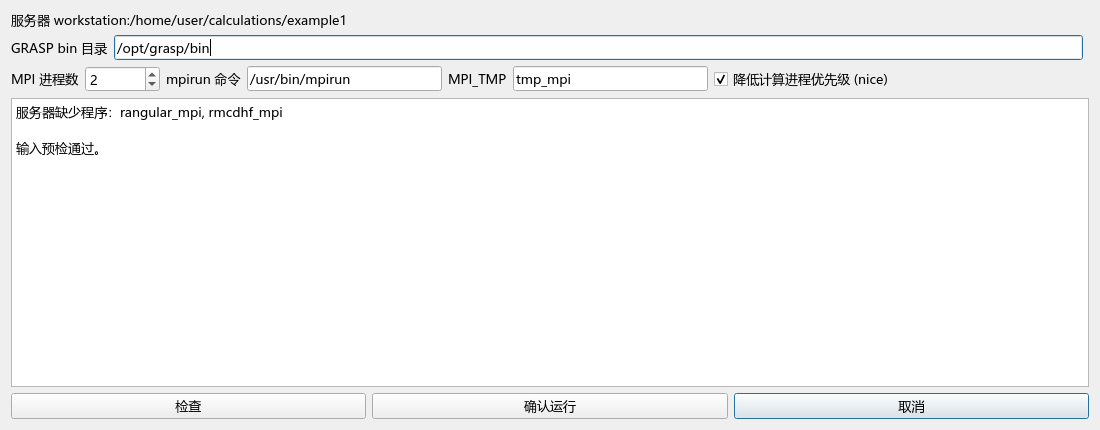 服务器 workstation:/home/user/calculations/example1
GRASP bin 目录 /opt/grasp/bin
MPI 进程数 2 mpirun 命令 /usr/bin/mpirun MPI_TMP tmp_mpi 降低计算进程优先级 (nice)
服务器缺少程序：rangular_mpi, rmcdhf_mpi
输入预检通过。
检查 确认运行 取消